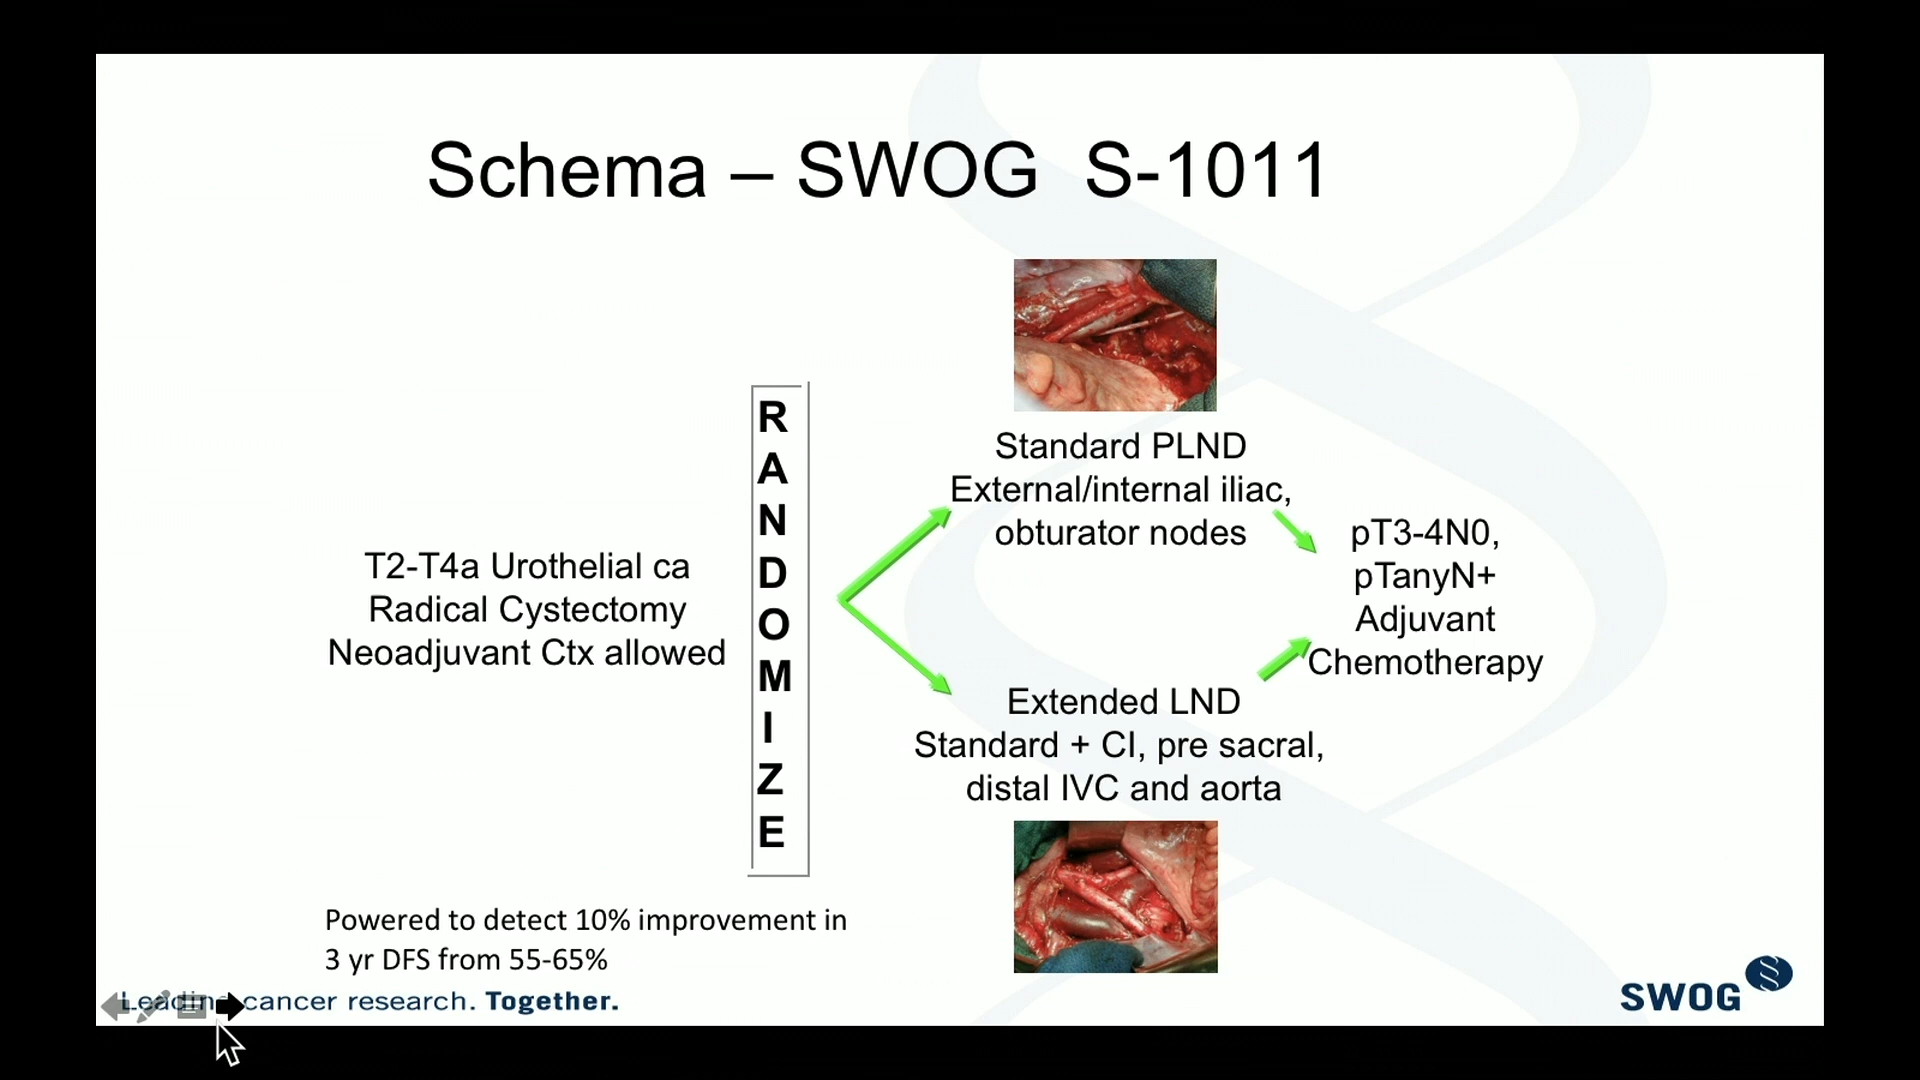 Schema – SWOG S-1011
T2-T4a Urothelial ca
Radical Cystectomy
Neoadjuvant Ctx allowed
R
A
N
D
O
M
I
Z
E
Standard PLND
External/internal iliac,
obturator nodes
Extended LND
Standard + CI, pre sacral,
distal IVC and aorta
pT3-4N0,
pTanyN+
Adjuvant
Chemotherapy
Powered to detect 10% improvement in
3 yr DFS from 55-65%
Leading cancer research. Together.
SWOG